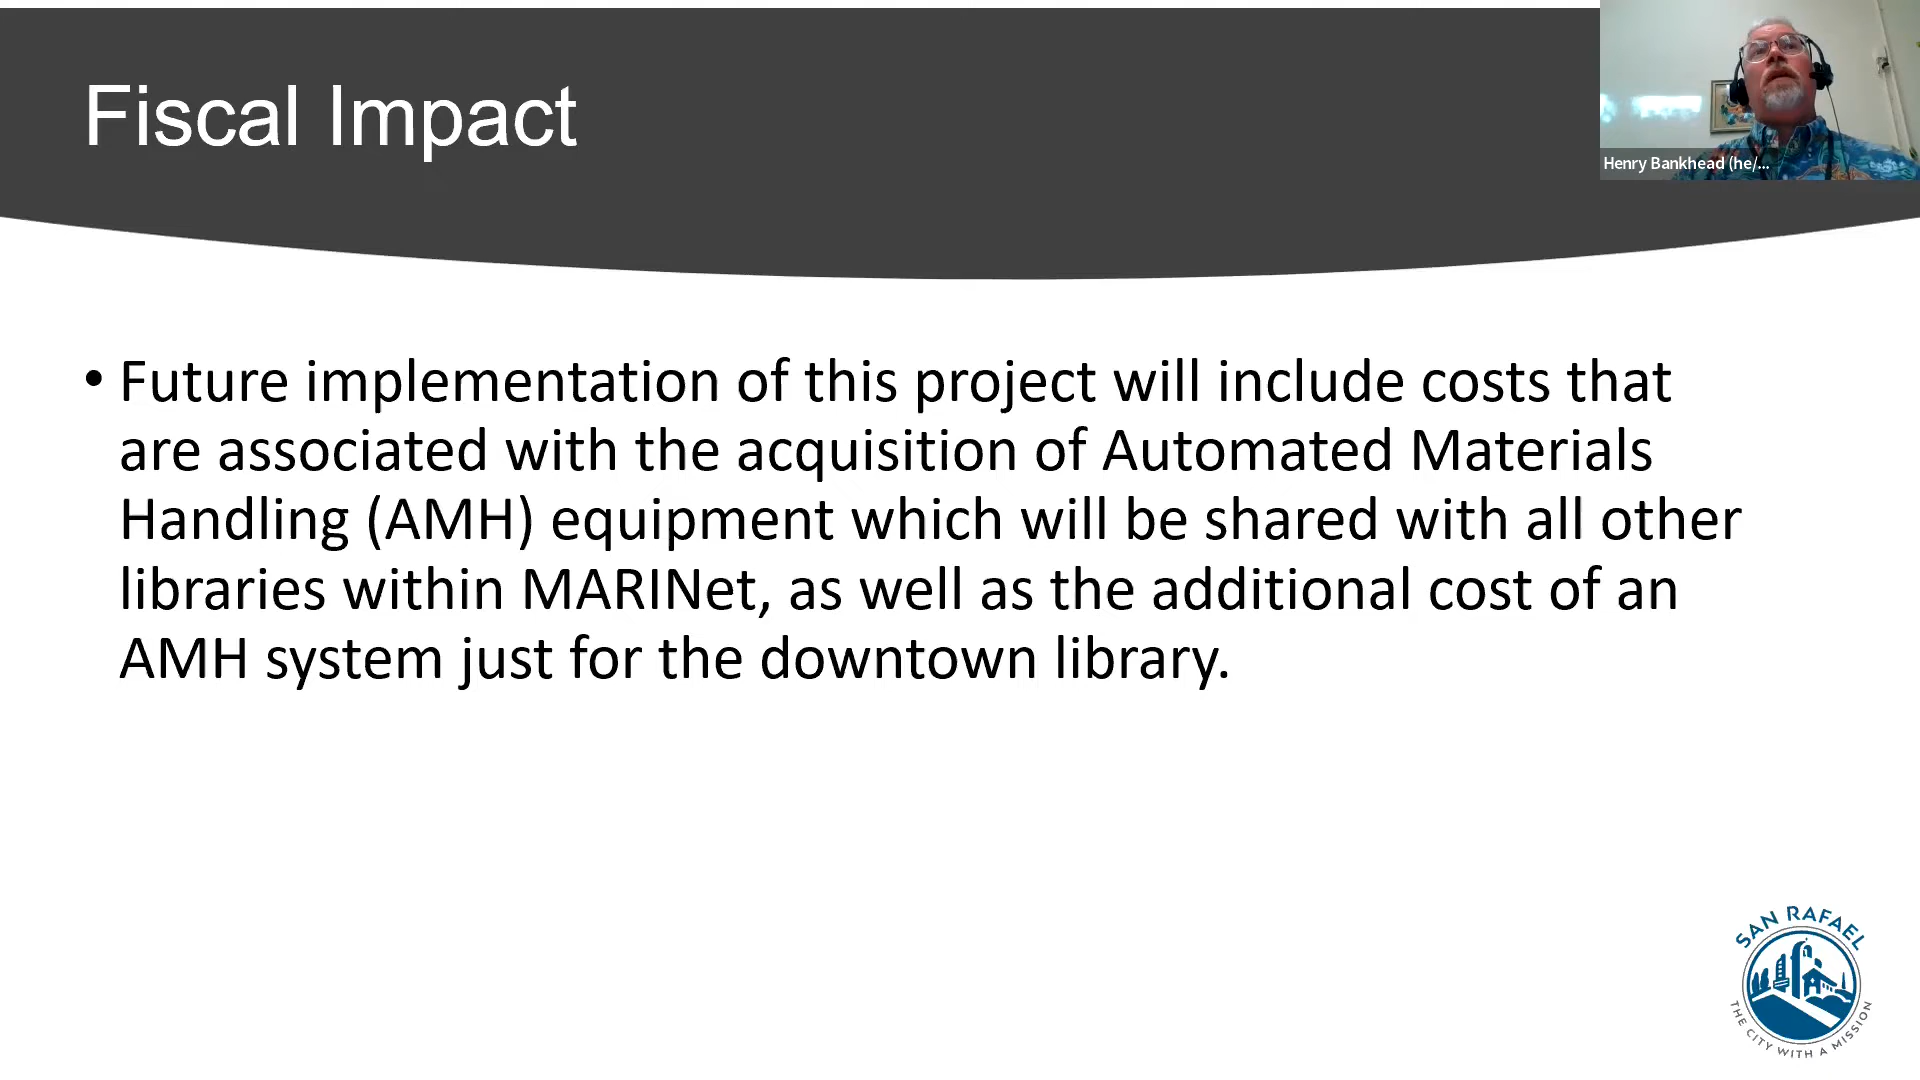 Fiscal Impact
Henry Bankhead (he/...
• Future implementation of this project will include costs that
are associated with the acquisition of Automated Materials
Handling (AMH) equipment which will be shared with all other
libraries within MARINet, as well as the additional cost of an
AMH system just for the downtown library.
SAN RAFAEL
THE CITY WITH A MISSION